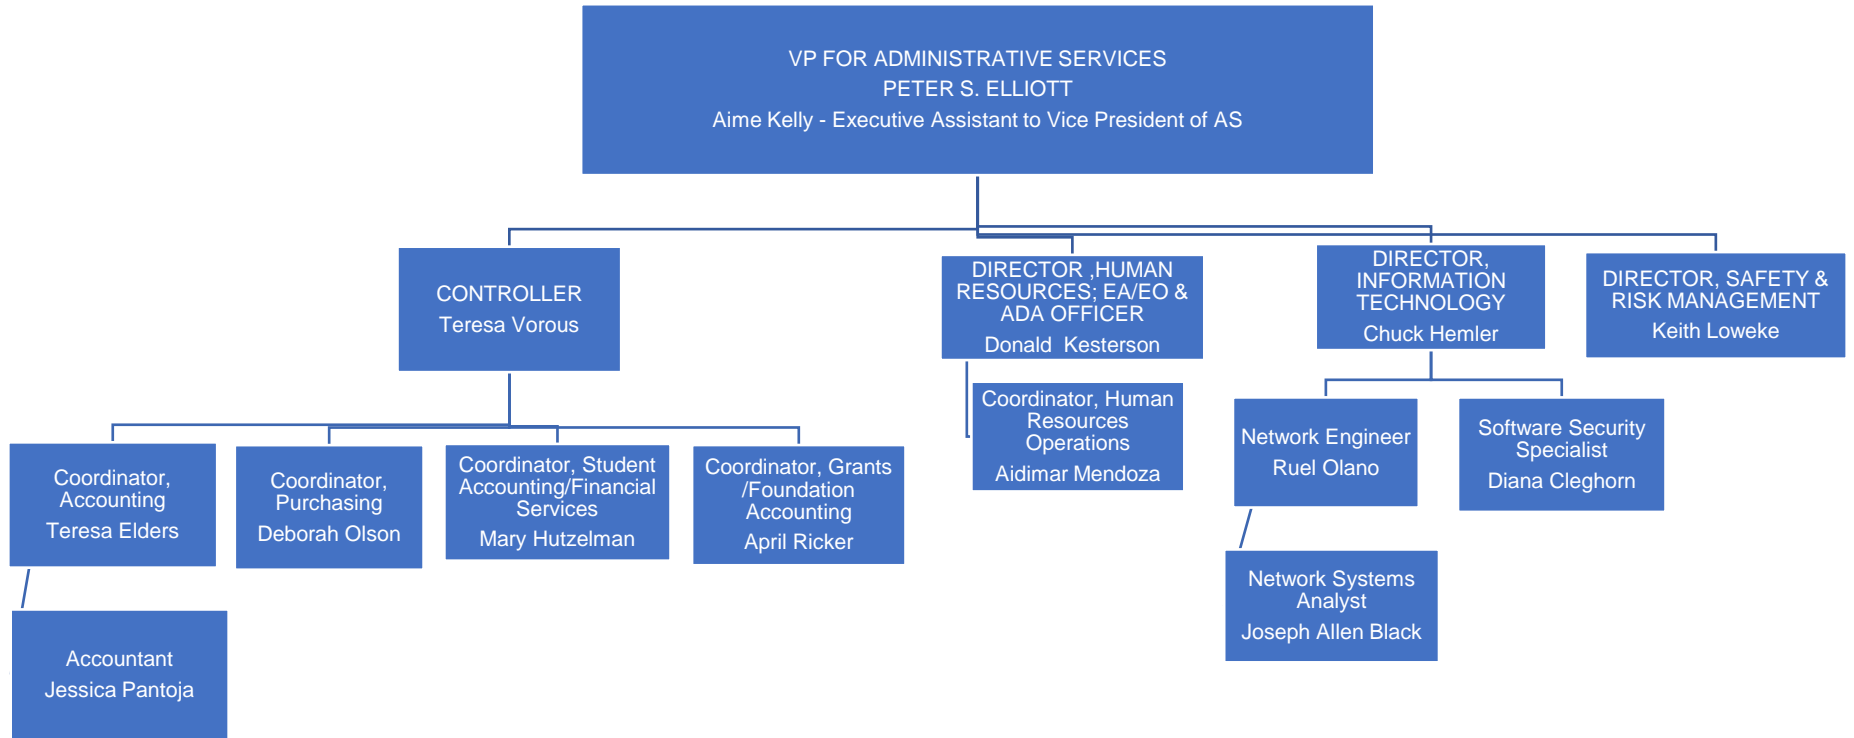 VP FOR ADMINISTRATIVE SERVICES
PETER S. ELLIOTT
Aime Kelly - Executive Assistant to Vice President of AS
CONTROLLER
Teresa Vorous
DIRECTOR ,HUMAN
RESOURCES; EA/EO &
ADA OFFICER
Donald  Kesterson
DIRECTOR,
INFORMATION
TECHNOLOGY
Chuck Hemler
DIRECTOR, SAFETY &
RISK MANAGEMENT
Keith Loweke
Coordinator,
Accounting
Teresa Elders
Coordinator,
Purchasing
Deborah Olson
Coordinator, Student
Accounting/Financial
Services
Mary Hutzelman
Coordinator, Grants
/Foundation
Accounting
April Ricker
Coordinator, Human
Resources
Operations
Aidimar Mendoza
Network Engineer
Ruel Olano
Software Security
Specialist
Diana Cleghorn
Accountant
Jessica Pantoja
Network Systems
Analyst
Joseph Allen Black